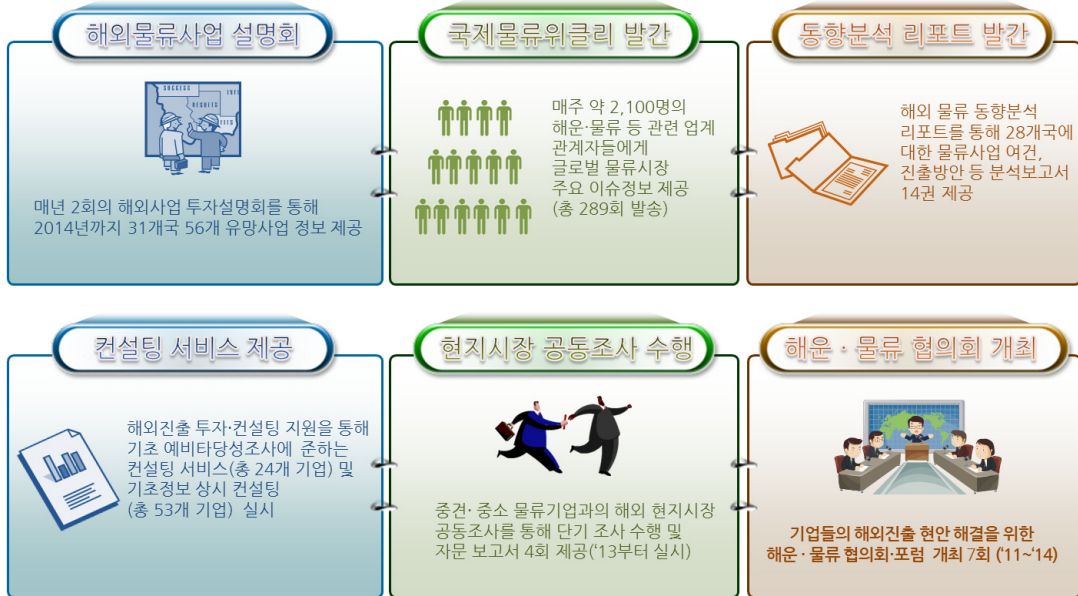 해외물류사업 설명회
SUCCESS
RESULTS
매년 2회의 해외사업 투자설명회를 통해
2014년까지 31개국 56개 유망사업 정보 제공
국제물류위클리 발간
매주 약 2,100명의
해운·물류 등 관련 업계
관계자들에게
글로벌 물류시장
주요 이슈정보 제공
(총 289회 발송)
동향분석 리포트 발간
해외 물류 동향분석
리포트를 통해 28개국에
대한 물류사업 여건,
진출방안 등 분석보고서
14권 제공
컨설팅 서비스 제공
해외진출 투자·컨설팅 지원을 통해
기초 예비타당성조사에 준하는
컨설팅 서비스(총 24개 기업) 및
기초정보 상시 컨설팅
(총 53개 기업) 실시
현지시장 공동조사 수행
중견· 중소 물류기업과의 해외 현지시장
공동조사를 통해 단기 조사 수행 및
자문 보고서 4회 제공(‘13부터 실시)
해운 · 물류 협의회 개최
기업들의 해외진출 현안 해결을 위한
해운 · 물류 협의회·포럼 개최 7회 (‘11~‘14)